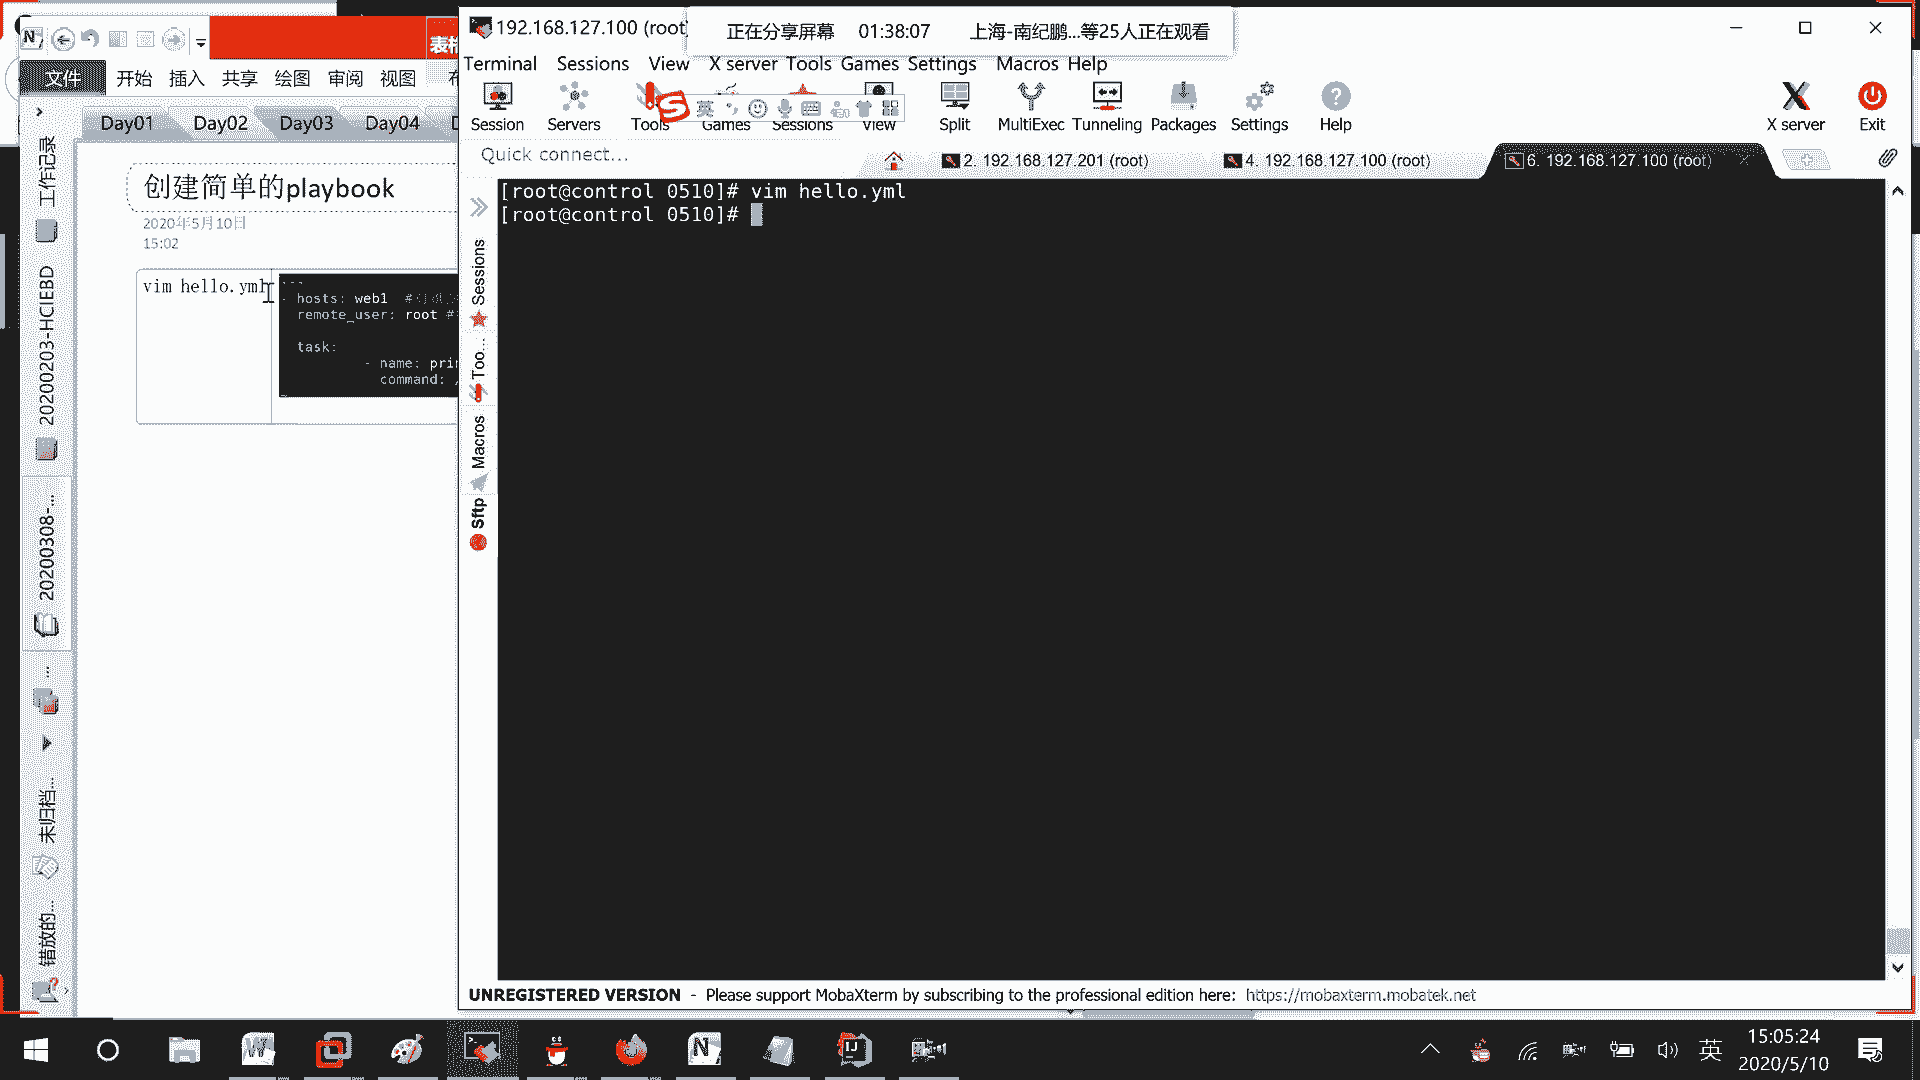 192.168.127.100 (root)
正在分享屏幕 01:38:07 上海-南纪鹏...等25人正在观看
表格
文件 开始 插入 共享 绘图 审阅 视图
Terminal Sessions View X server Tools Games Settings Macros Help
英
Session Servers Tools Games Sessions View Split MultiExec Tunneling Packages Settings Help X server Exit
Day01 Day02 Day03 Day04
Quick connect...
2. 192.168.127.201 (root)
4. 192.168.127.100 (root)
6. 192.168.127.100 (root)
工作记录
20200203-HCIEBD
20200308-...
...
未归档...
错放的...
创建简单的playbook
2020年5月10日
15:02
vim hello.yml
- hosts: web1 #
remote_user: root #
task:
- name: prin
command: /
Sessions
Too...
Macros
Sftp
[root@control 0510]# vim hello.yml
[root@control 0510]#
UNREGISTERED VERSION - Please support MobaXterm by subscribing to the professional edition here: https://mobaxterm.mobatek.net
英
15:05:24
2020/5/10